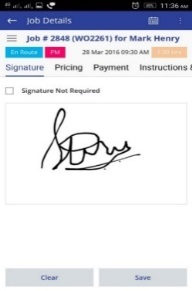 11:36 AM
Job Details
Job # 2848 (WO2261) for Mark Henry
En Route PM 28 Mar 2016 09:30 AM
Signature Pricing Payment Instructions &
Signature Not Required
Clear Save